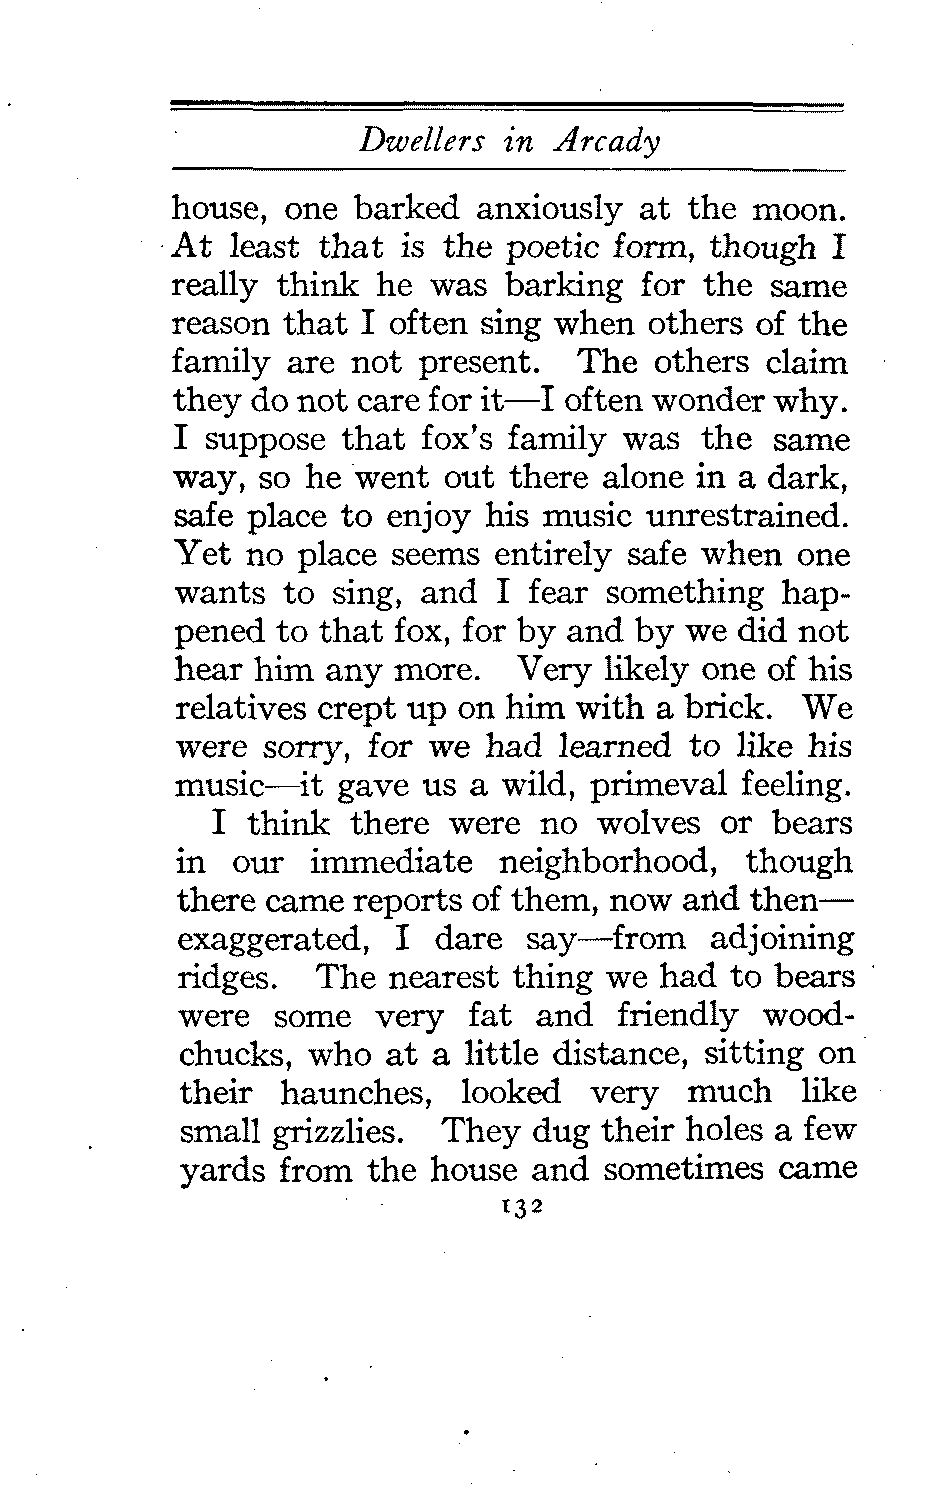 Dwellers in Arcady
house, one barked anxiously at the moon.
At least that is the poetic form, though I
really think he was barking for the same
reason that I often sing when others of the
family are not present. The others claim
they do not care for it—I often wonder why.
I suppose that fox's family was the same
way, so he went out there alone in a dark,
safe place to enjoy his music unrestrained.
Yet no place seems entirely safe when one
wants to sing, and I fear something hap-
pened to that fox, for by and by we did not
hear him any more. Very likely one of his
relatives crept up on him with a brick. We
were sorry, for we had learned to like his
music—it gave us a wild, primeval feeling.
I think there were no wolves or bears
in our immediate neighborhood, though
there came reports of them, now and then—
exaggerated, I dare say—from adjoining
ridges. The nearest thing we had to bears
were some very fat and friendly wood-
chucks, who at a little distance, sitting on
their haunches, looked very much like
small grizzlies. They dug their holes a few
yards from the house and sometimes came
132